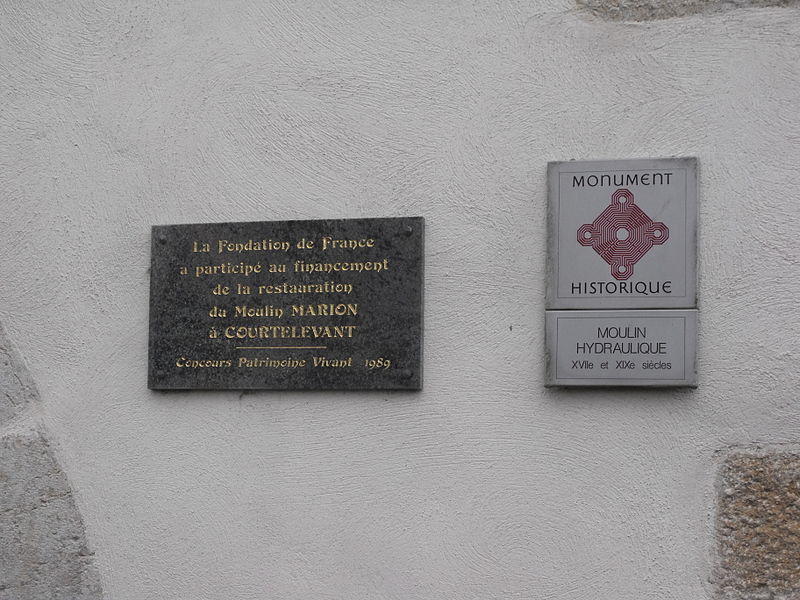 La Fondation de France
a participé au financement
de la restauration
du Moulin MARION
à COURTELEVANT
Concours Patrimoine Vivant 1989
MONUMENT
HISTORIQUE
MOULIN
HYDRAULIQUE
XVIIe et XIXe siécles